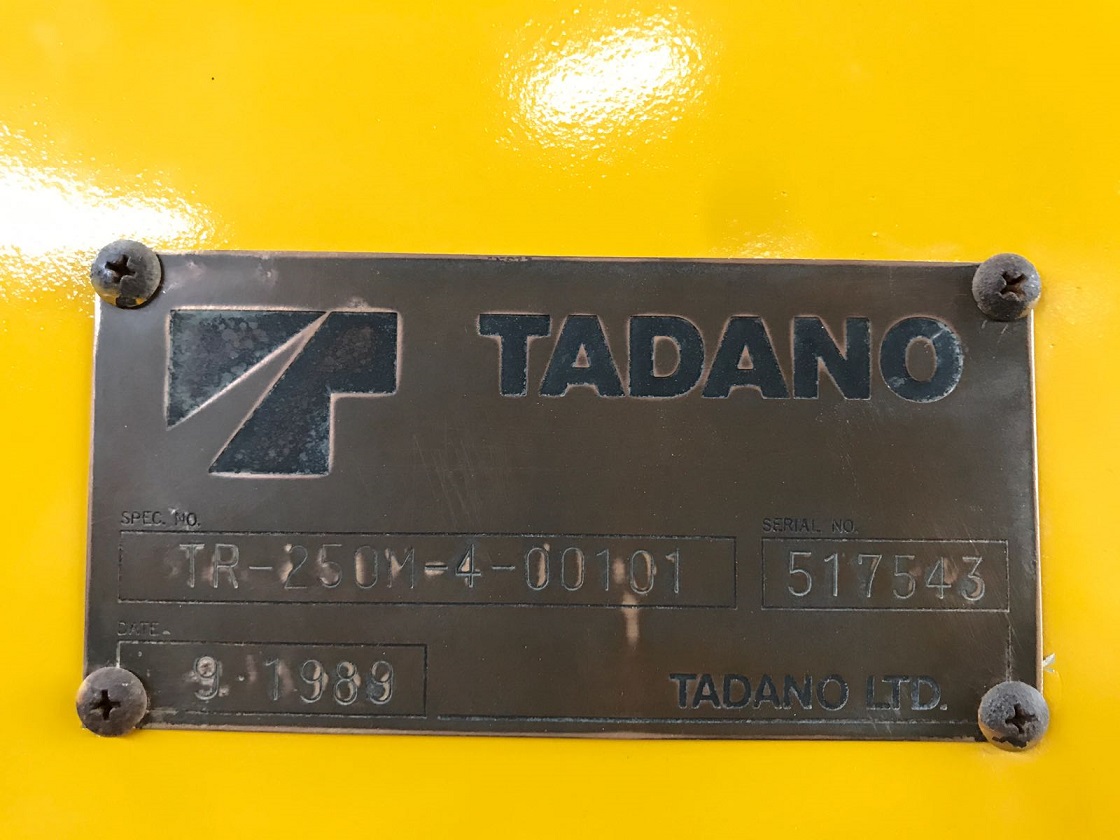 TADANO
SPEC. NO.
SERIAL NO.
TR-250M-4-00101
517543
DATE
9 1989
TADANO LTD.